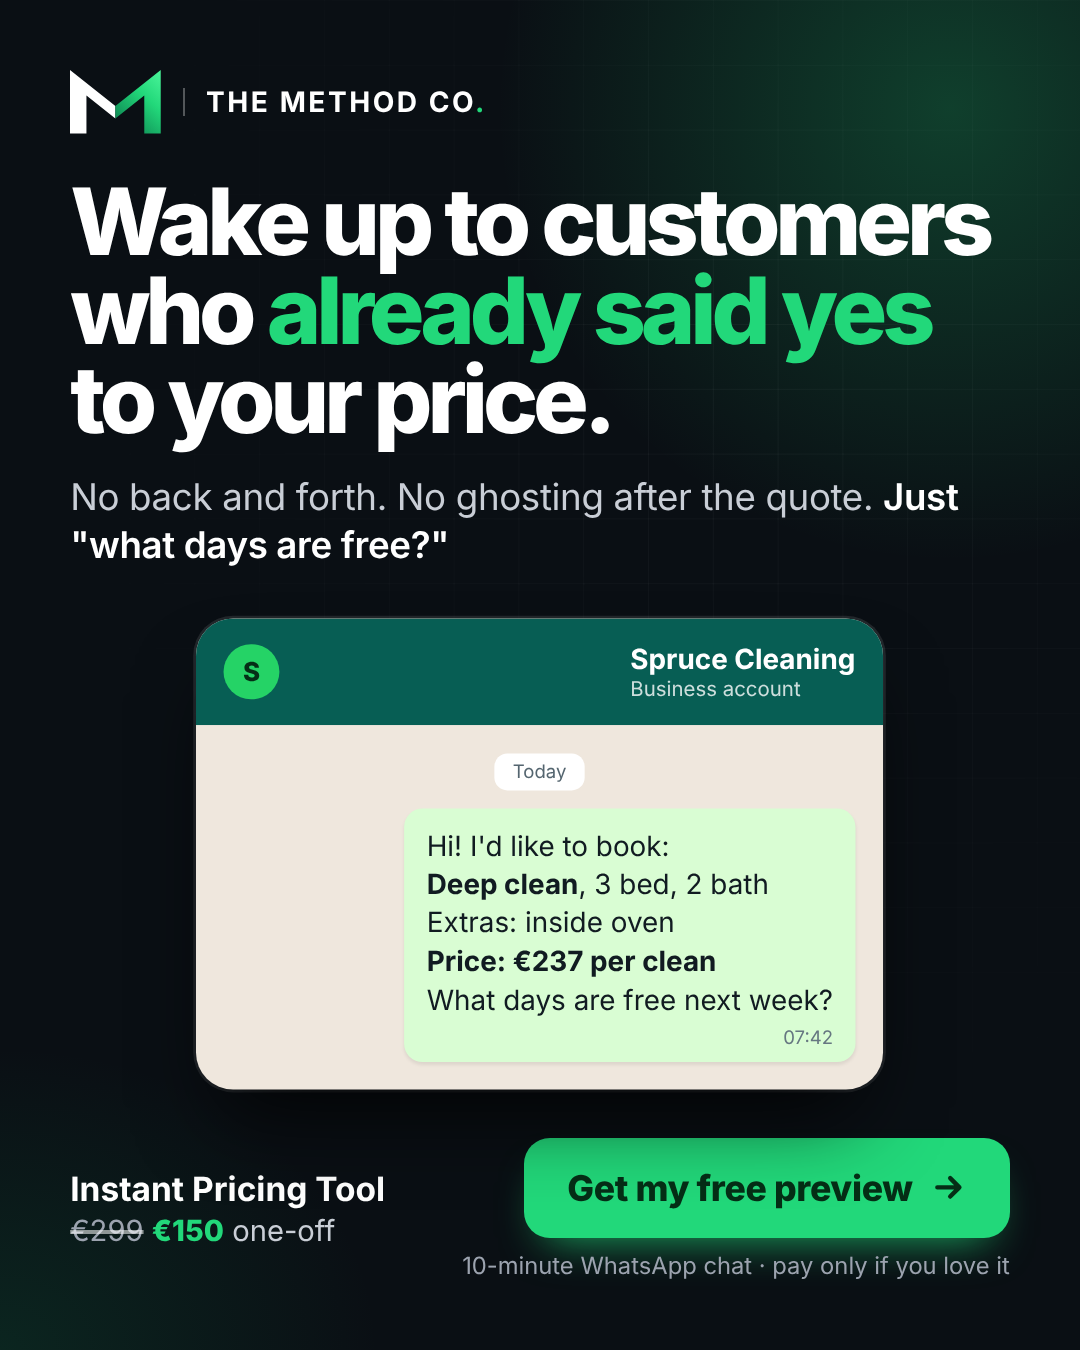 THE METHOD CO.
Wake up to customers
who already said yes
to your price.
No back and forth. No ghosting after the quote. Just
"what days are free?"
S
Spruce Cleaning
Business account
Today
Hi! I'd like to book:
Deep clean, 3 bed, 2 bath
Extras: inside oven
Price: €237 per clean
What days are free next week?
07:42
Instant Pricing Tool
€299 €150 one-off
Get my free preview →
10-minute WhatsApp chat · pay only if you love it